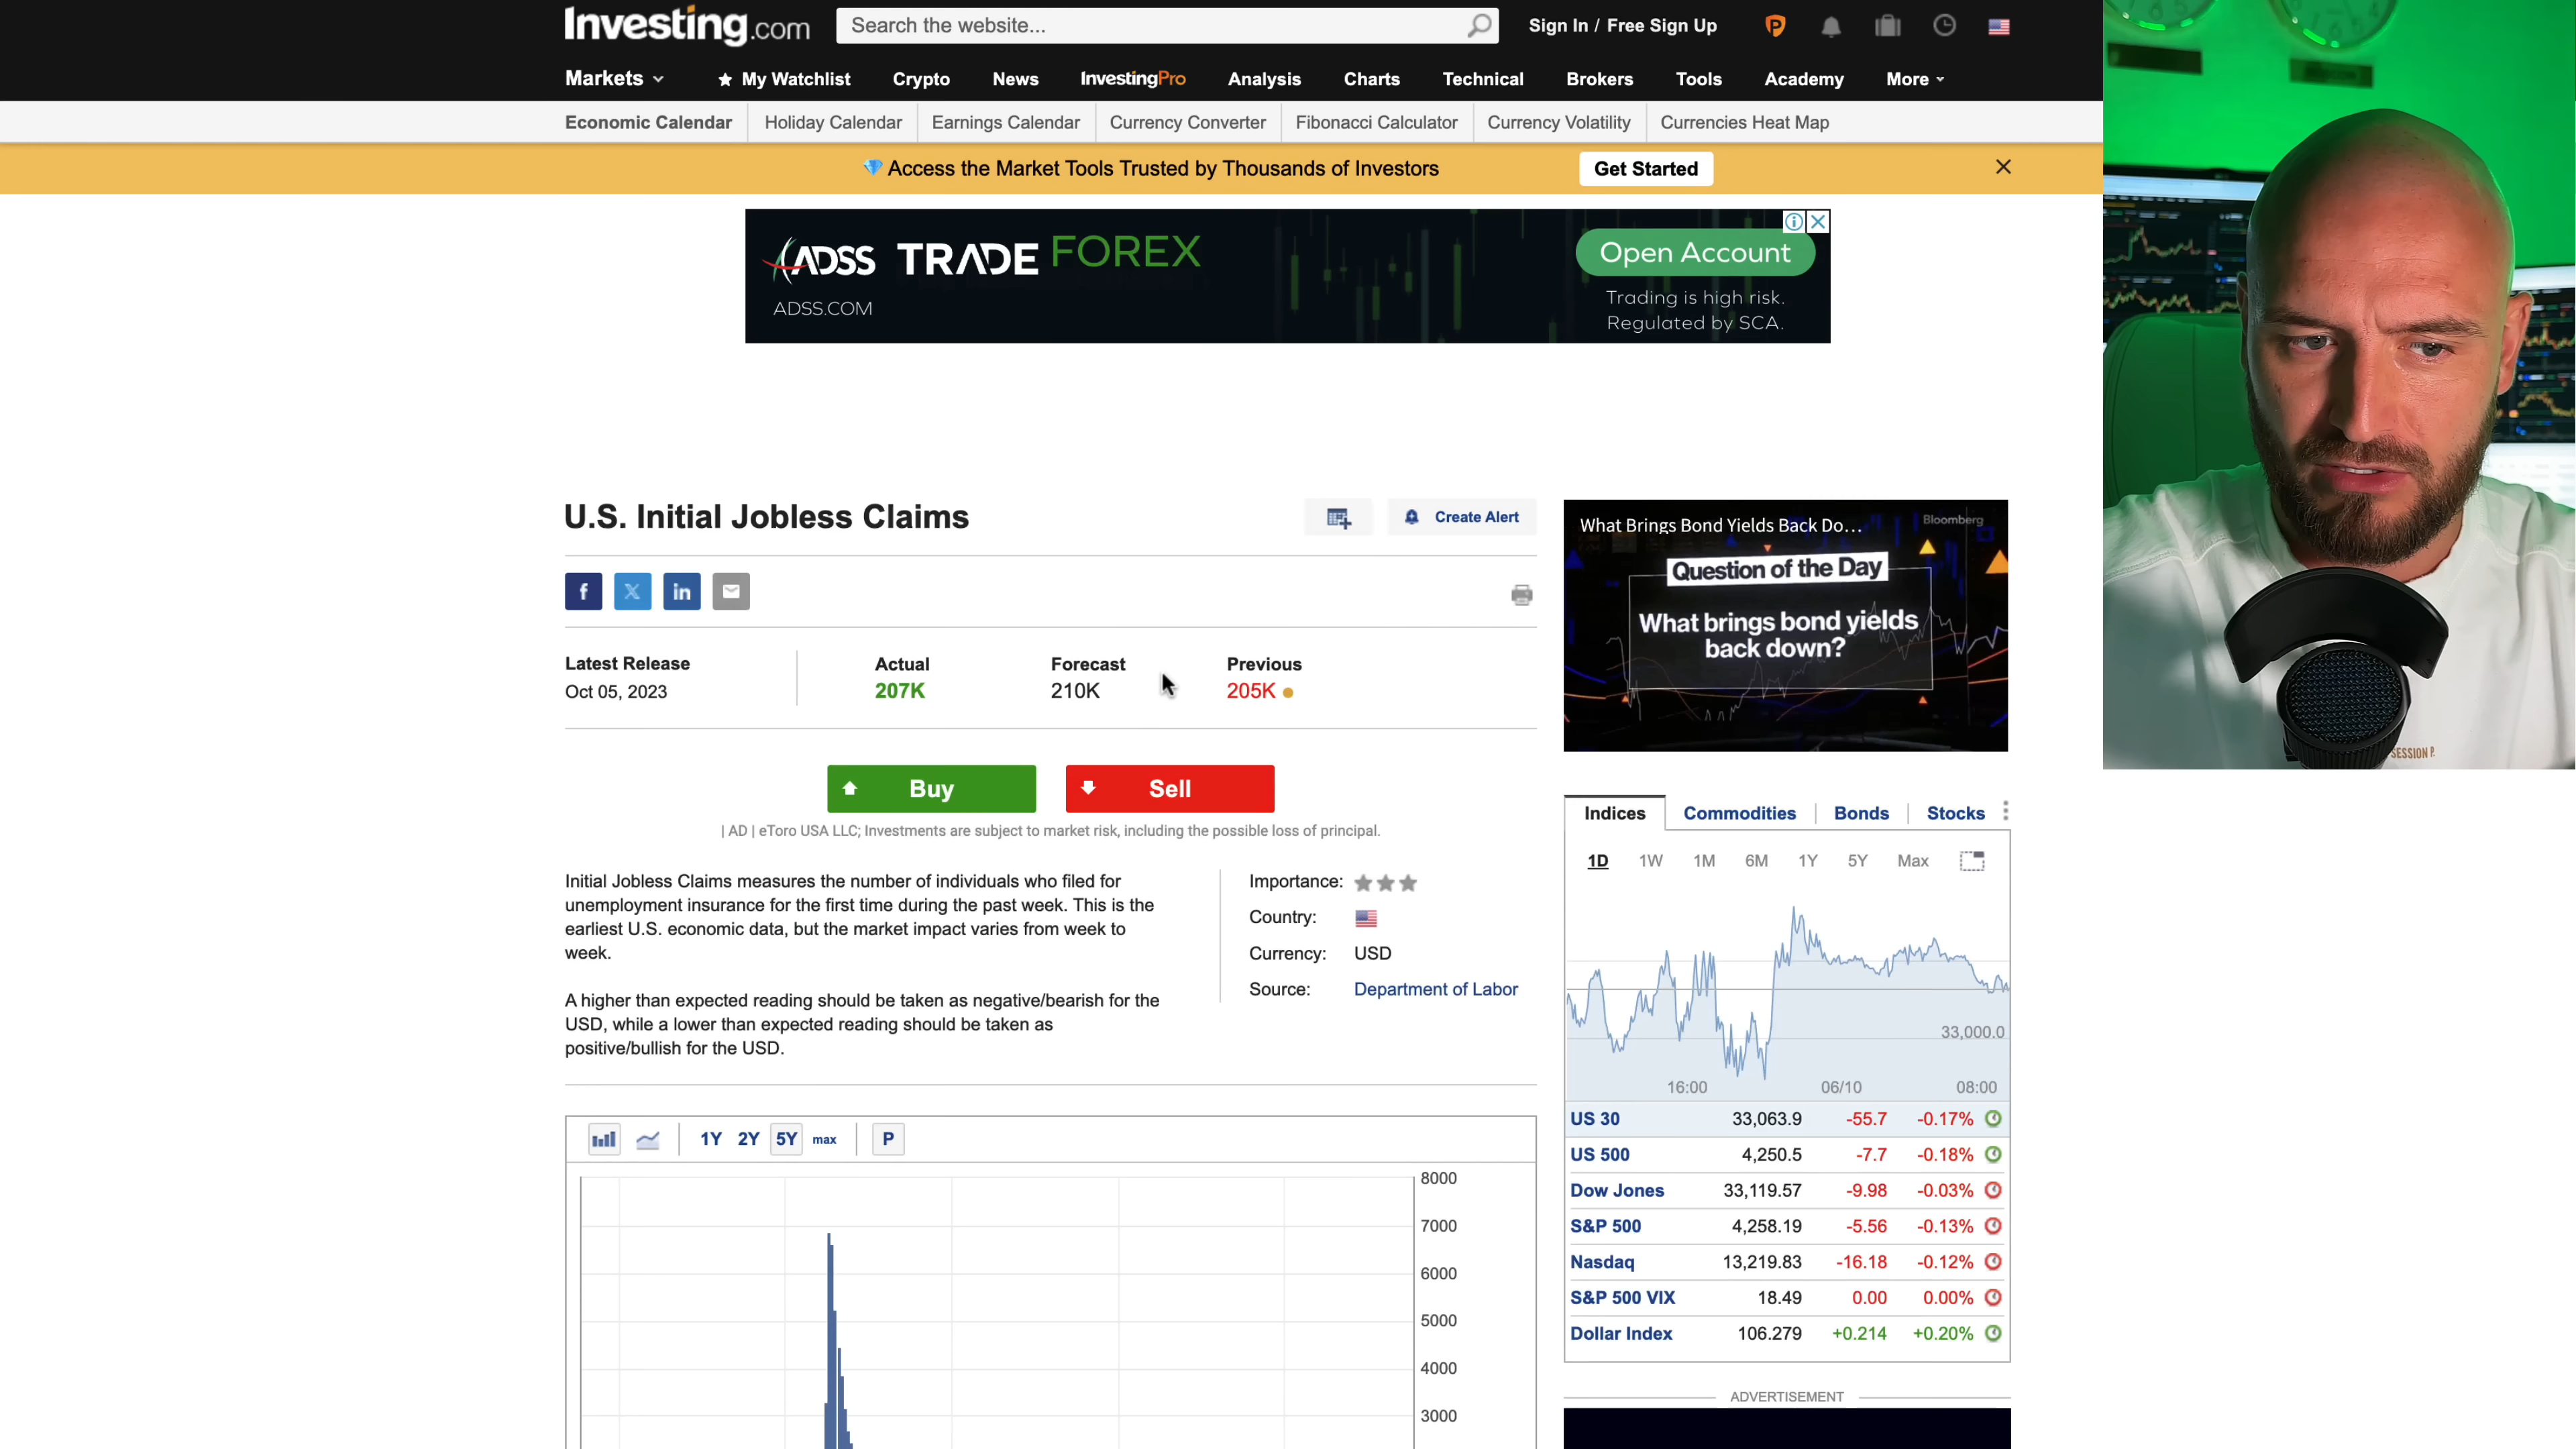 Investing.com
Search the website...
Sign In / Free Sign Up
Markets
My Watchlist
Crypto
News
InvestingPro
Analysis
Charts
Technical
Brokers
Tools
Academy
More
Economic Calendar
Holiday Calendar
Earnings Calendar
Currency Converter
Fibonacci Calculator
Currency Volatility
Currencies Heat Map
Access the Market Tools Trusted by Thousands of Investors
Get Started
ADSS TRADE FOREX
ADSS.COM
Open Account
Trading is high risk.
Regulated by SCA.
U.S. Initial Jobless Claims
Create Alert
Latest Release
Oct 05, 2023
Actual
207K
Forecast
210K
Previous
205K
Buy
Sell
| AD | eToro USA LLC; Investments are subject to market risk, including the possible loss of principal.
Initial Jobless Claims measures the number of individuals who filed for
unemployment insurance for the first time during the past week. This is the
earliest U.S. economic data, but the market impact varies from week to
week.
A higher than expected reading should be taken as negative/bearish for the
USD, while a lower than expected reading should be taken as
positive/bullish for the USD.
Importance:
Country:
Currency: USD
Source: Department of Labor
1Y 2Y 5Y max P
8000
7000
6000
5000
4000
3000
What Brings Bond Yields Back Do...
Bloomberg
Question of the Day
What brings bond yields
back down?
Indices
Commodities
Bonds
Stocks
1D 1W 1M 6M 1Y 5Y Max
33,000.0
16:00 06/10 08:00
US 30 33,063.9 -55.7 -0.17%
US 500 4,250.5 -7.7 -0.18%
Dow Jones 33,119.57 -9.98 -0.03%
S&P 500 4,258.19 -5.56 -0.13%
Nasdaq 13,219.83 -16.18 -0.12%
S&P 500 VIX 18.49 0.00 0.00%
Dollar Index 106.279 +0.214 +0.20%
ADVERTISEMENT
SESSION P.